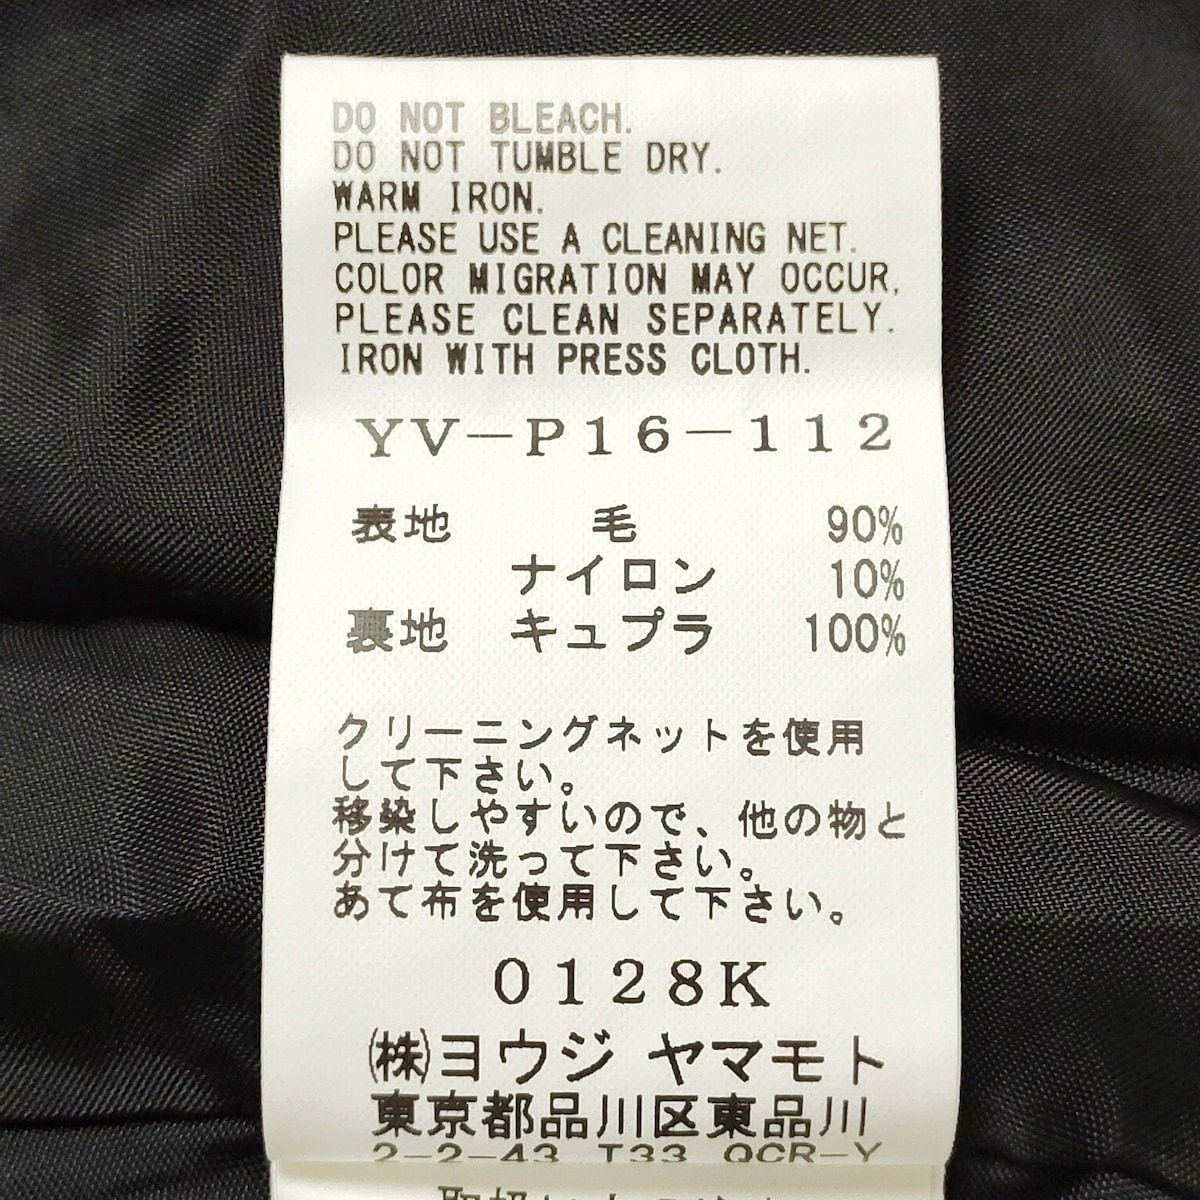 DO NOT BLEACH.
DO NOT TUMBLE DRY.
WARM IRON.
PLEASE USE A CLEANING NET.
COLOR MIGRATION MAY OCCUR,
PLEASE CLEAN SEPARATELY.
IRON WITH PRESS CLOTH.
YV-P16-112
表地 毛 90%
ナイロン 10%
裏地 キュプラ 100%
クリーニングネットを使用
して下さい。
移染しやすいので、他の物と
分けて洗って下さい。
あて布を使用して下さい。
0128K
㈱ヨウジ ヤマモト
東京都品川区東品川
2-2-43 T33 QCR-Y